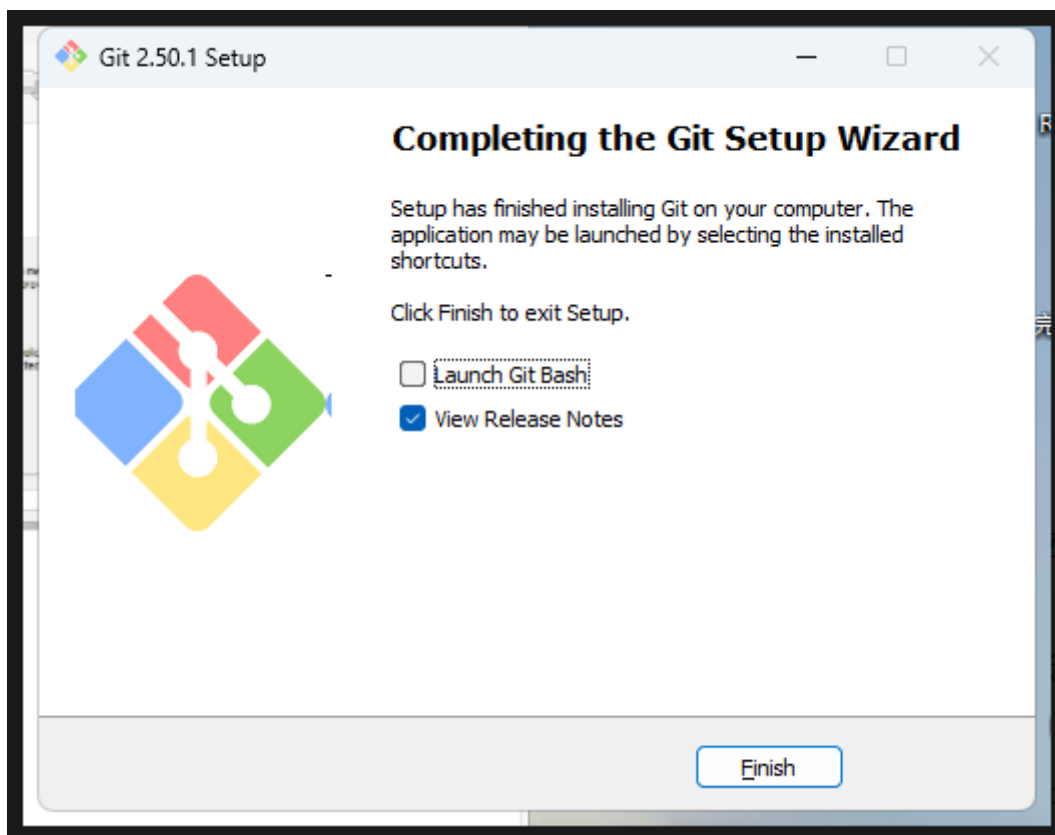 Git 2.50.1 Setup
Completing the Git Setup Wizard
Setup has finished installing Git on your computer. The
application may be launched by selecting the installed
shortcuts.
Click Finish to exit Setup.
Launch Git Bash
View Release Notes
Finish